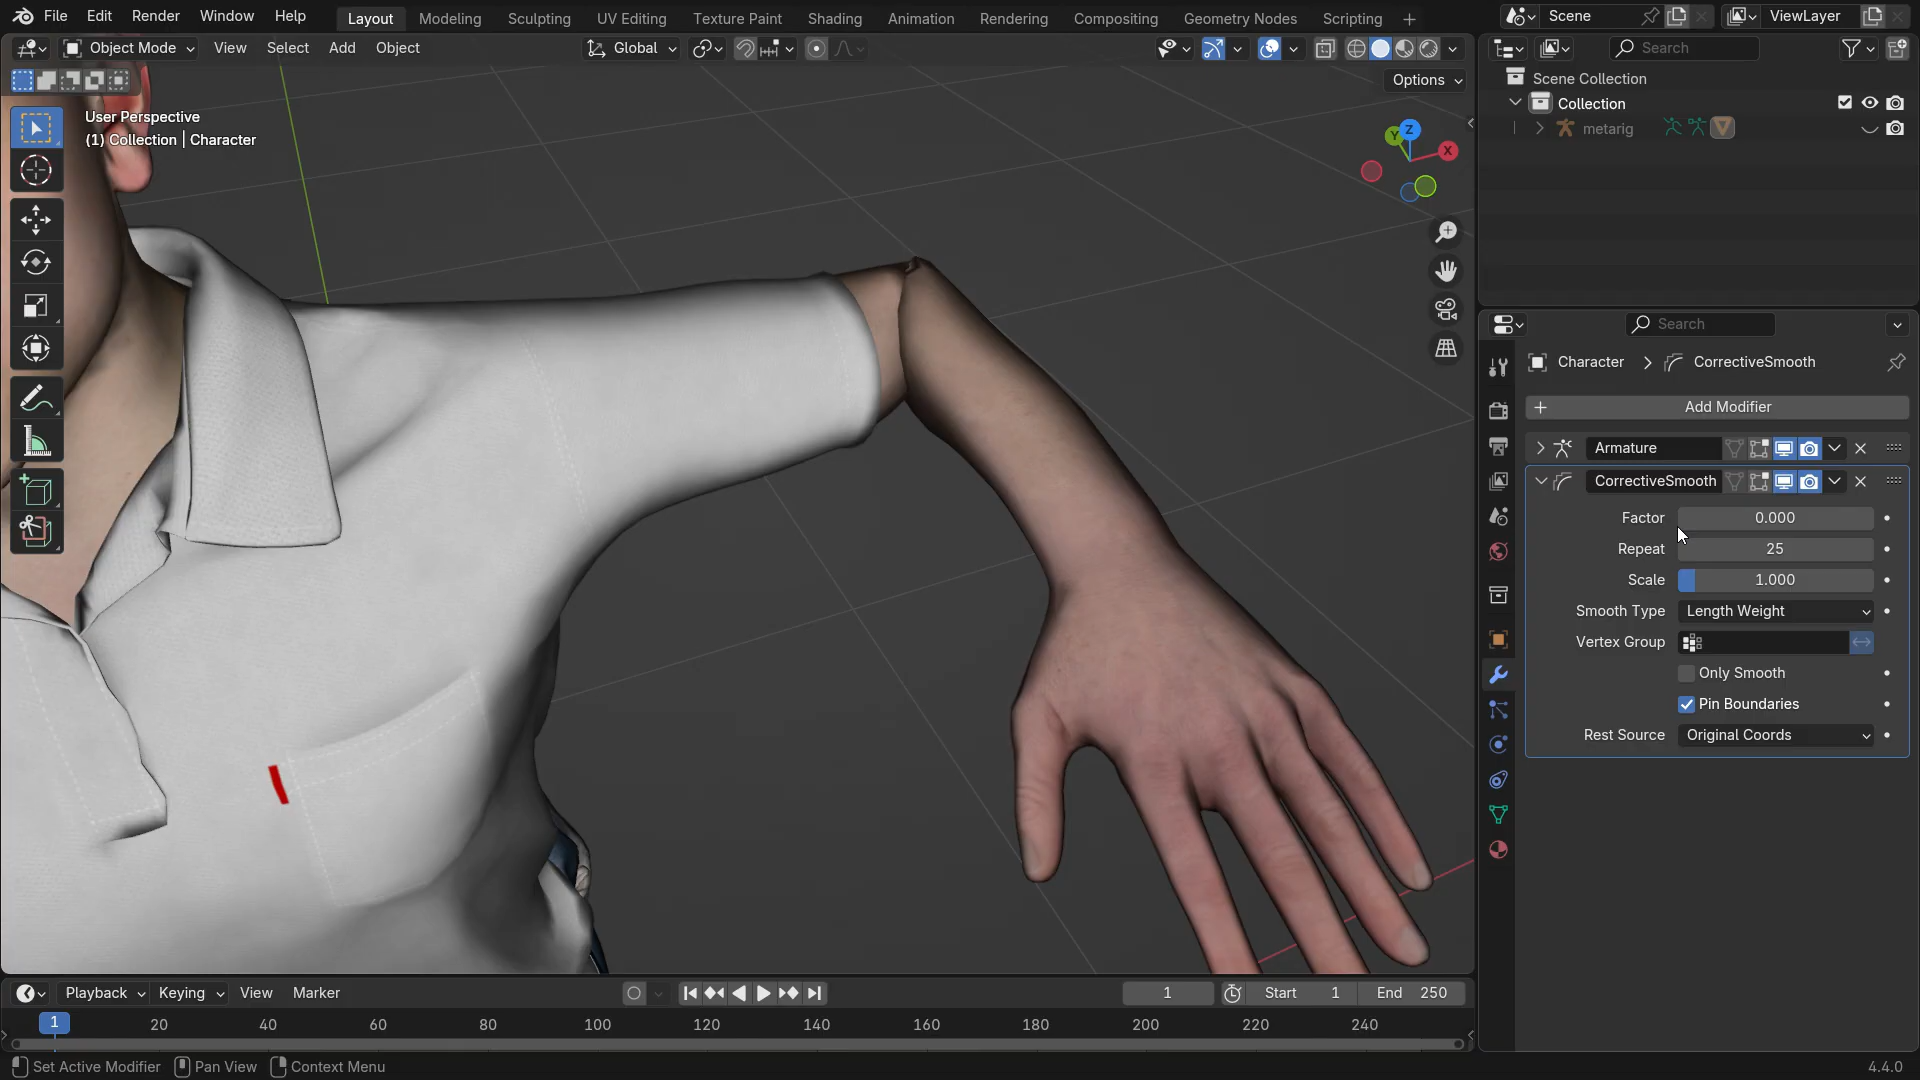 File Edit Render Window Help Layout Modeling Sculpting UV Editing Texture Paint Shading Animation Rendering Compositing Geometry Nodes Scripting + Scene ViewLayer
Object Mode View Select Add Object Global Search
Options
Scene Collection
User Perspective
Collection
(1) Collection | Character
metarig
Z
Y
X
Search
Character CorrectiveSmooth
+ Add Modifier
Armature
CorrectiveSmooth
Factor 0.000
Repeat 25
Scale 1.000
Smooth Type Length Weight
Vertex Group
Only Smooth
Pin Boundaries
Rest Source Original Coords
Playback Keying View Marker 1 Start 1 End 250
1 20 40 60 80 100 120 140 160 180 200 220 240
Set Active Modifier Pan View Context Menu 4.4.0